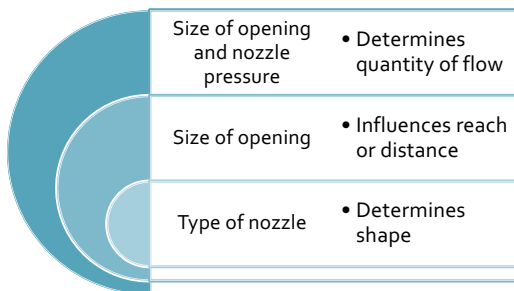 Size of opening
and nozzle
pressure
• Determines
quantity of flow
Size of opening
• Influences reach
or distance
Type of nozzle
• Determines
shape